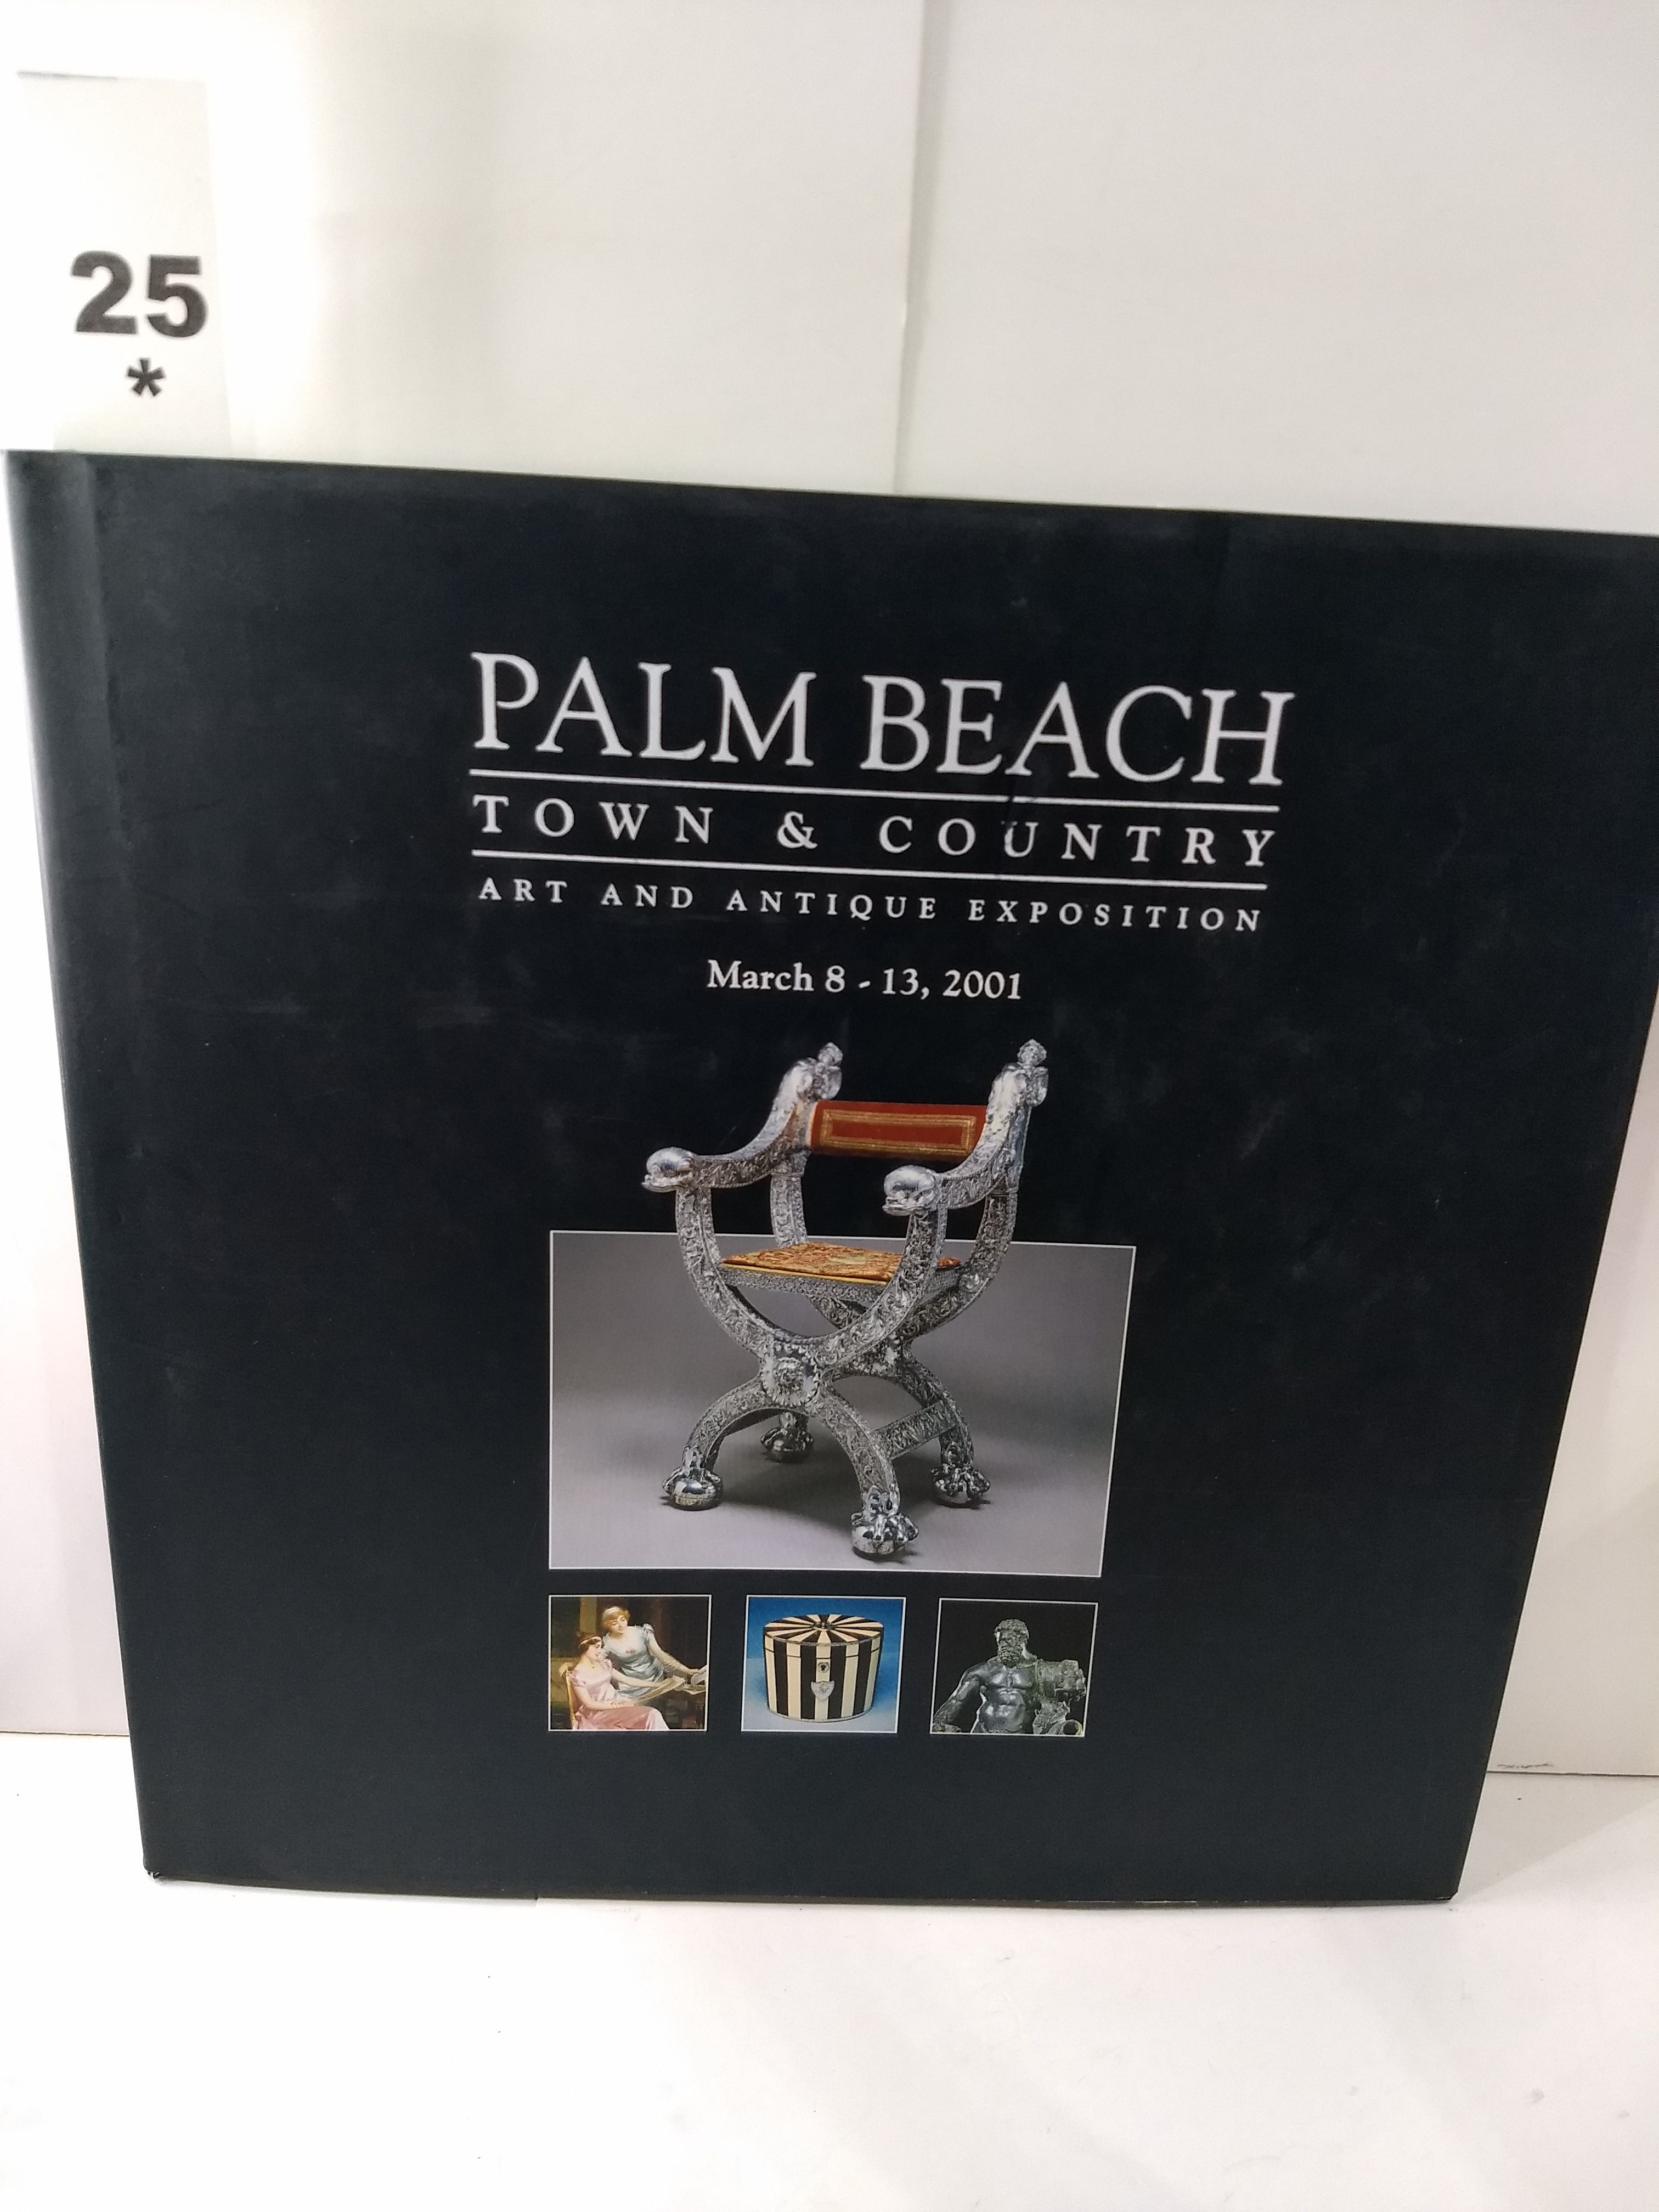 25
*
PALM BEACH
TOWN & COUNTRY
ART AND ANTIQUE EXPOSITION
March 8 - 13, 2001